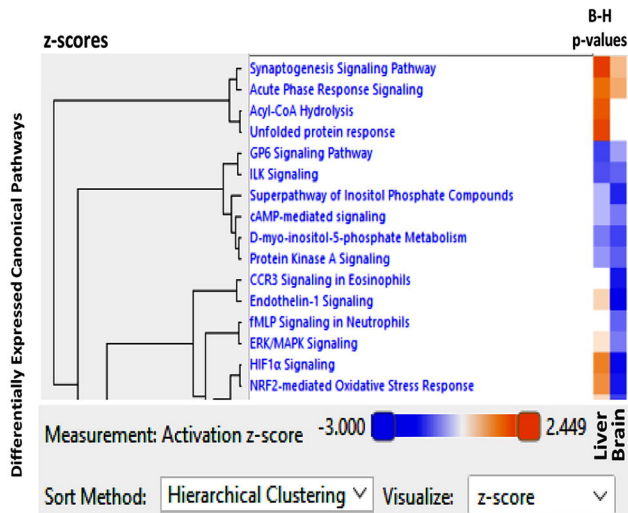 B-H
z-scores
p-values
Differentially Expressed Canonical Pathways
Synaptogenesis Signaling Pathway
Acute Phase Response Signaling
Acyl-CoA Hydrolysis
Unfolded protein response
GP6 Signaling Pathway
ILK Signaling
Superpathway of Inositol Phosphate Compounds
cAMP-mediated signaling
D-myo-inositol-5-phosphate Metabolism
Protein Kinase A Signaling
CCR3 Signaling in Eosinophils
Endothelin-1 Signaling
fMLP Signaling in Neutrophils
ERK/MAPK Signaling
HIF1α Signaling
NRF2-mediated Oxidative Stress Response
Measurement: Activation z-score -3.000 2.449
Liver
Brain
Sort Method: Hierarchical Clustering Visualize: z-score